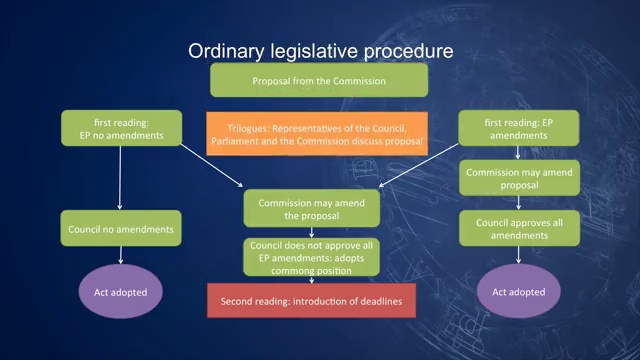 Ordinary legislative procedure
Proposal from the Commission
first reading:
EP no amendments
Trilogues: Representatives of the Council,
Parliament and the Commission discuss proposal
first reading: EP
amendments
Commission may amend
proposal
Commission may amend
the proposal
Council no amendments
Council approves all
amendments
Council does not approve all
EP amendments: adopts
commong position
Act adopted
Second reading: introduction of deadlines
Act adopted